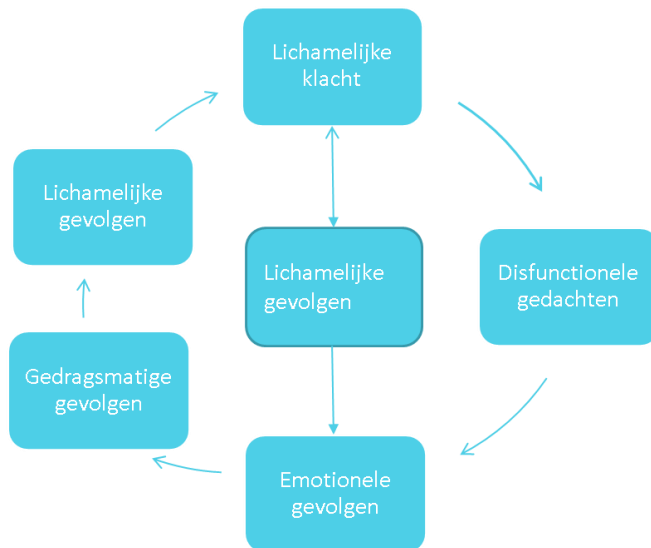 Lichamelijke
klacht
Lichamelijke
gevolgen
Lichamelijke
gevolgen
Disfunctionele
gedachten
Gedragsmatige
gevolgen
Emotionele
gevolgen